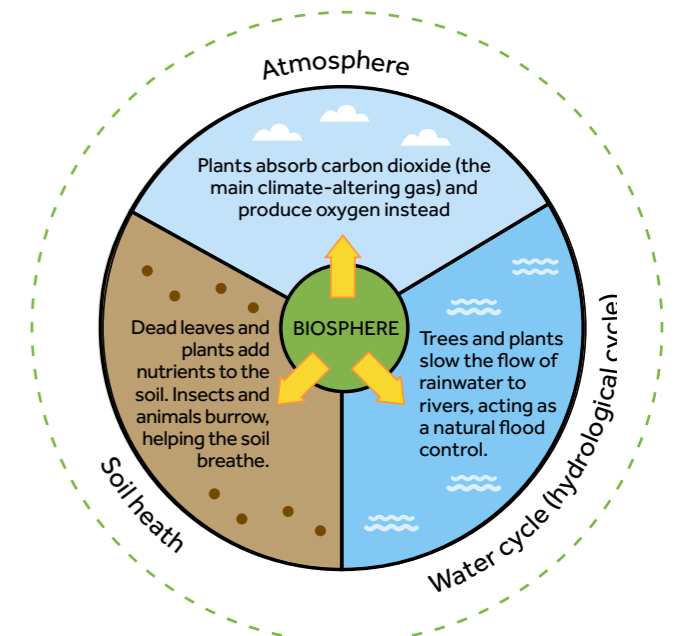 Atmosphere
Plants absorb carbon dioxide (the
main climate-altering gas) and
produce oxygen instead
BIOSPHERE
Dead leaves and
plants add
nutrients to the
soil. Insects and
animals burrow,
helping the soil
breathe.
Trees and plants
slow the flow of
rainwater to
rivers, acting as
a natural flood
control.
Soil heath
Water cycle (hydrological cycle)